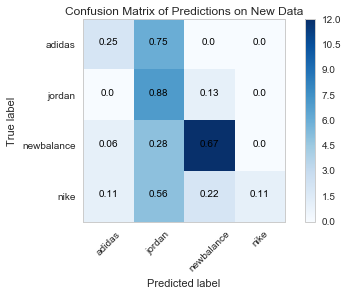 Confusion Matrix of Predictions on New Data
True label
adidas 0.25 0.75 0.0 0.0
jordan 0.0 0.88 0.13 0.0
newbalance 0.06 0.28 0.67 0.0
nike 0.11 0.56 0.22 0.11
adidas jordan newbalance nike
Predicted label
12.0
10.5
9.0
7.5
6.0
4.5
3.0
1.5
0.0